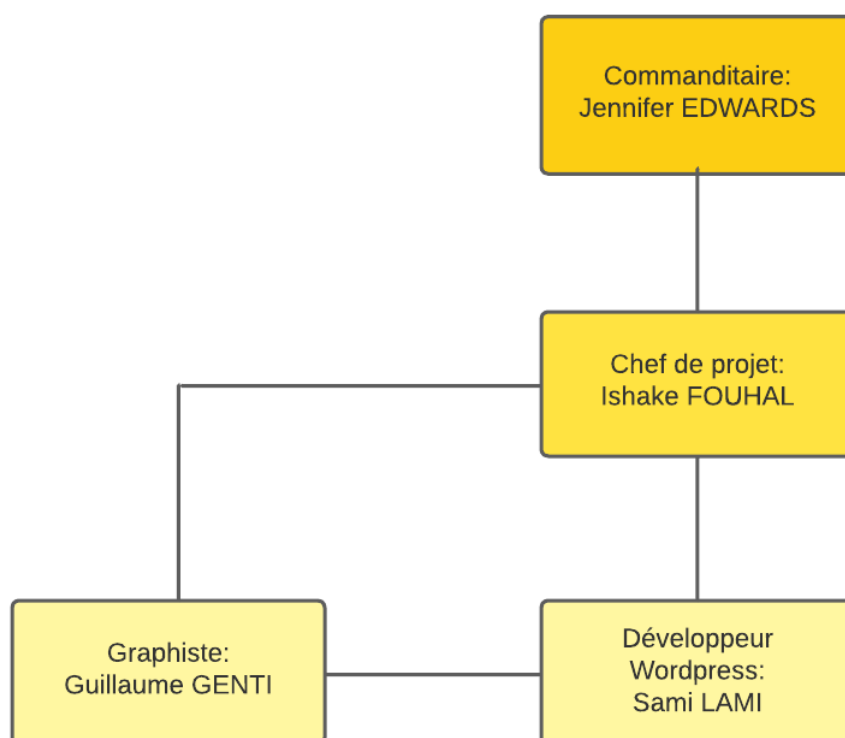 Commanditaire:
Jennifer EDWARDS
Chef de projet:
Ishake FOUHAL
Graphiste:
Guillaume GENTI
Développeur
Wordpress:
Sami LAMI